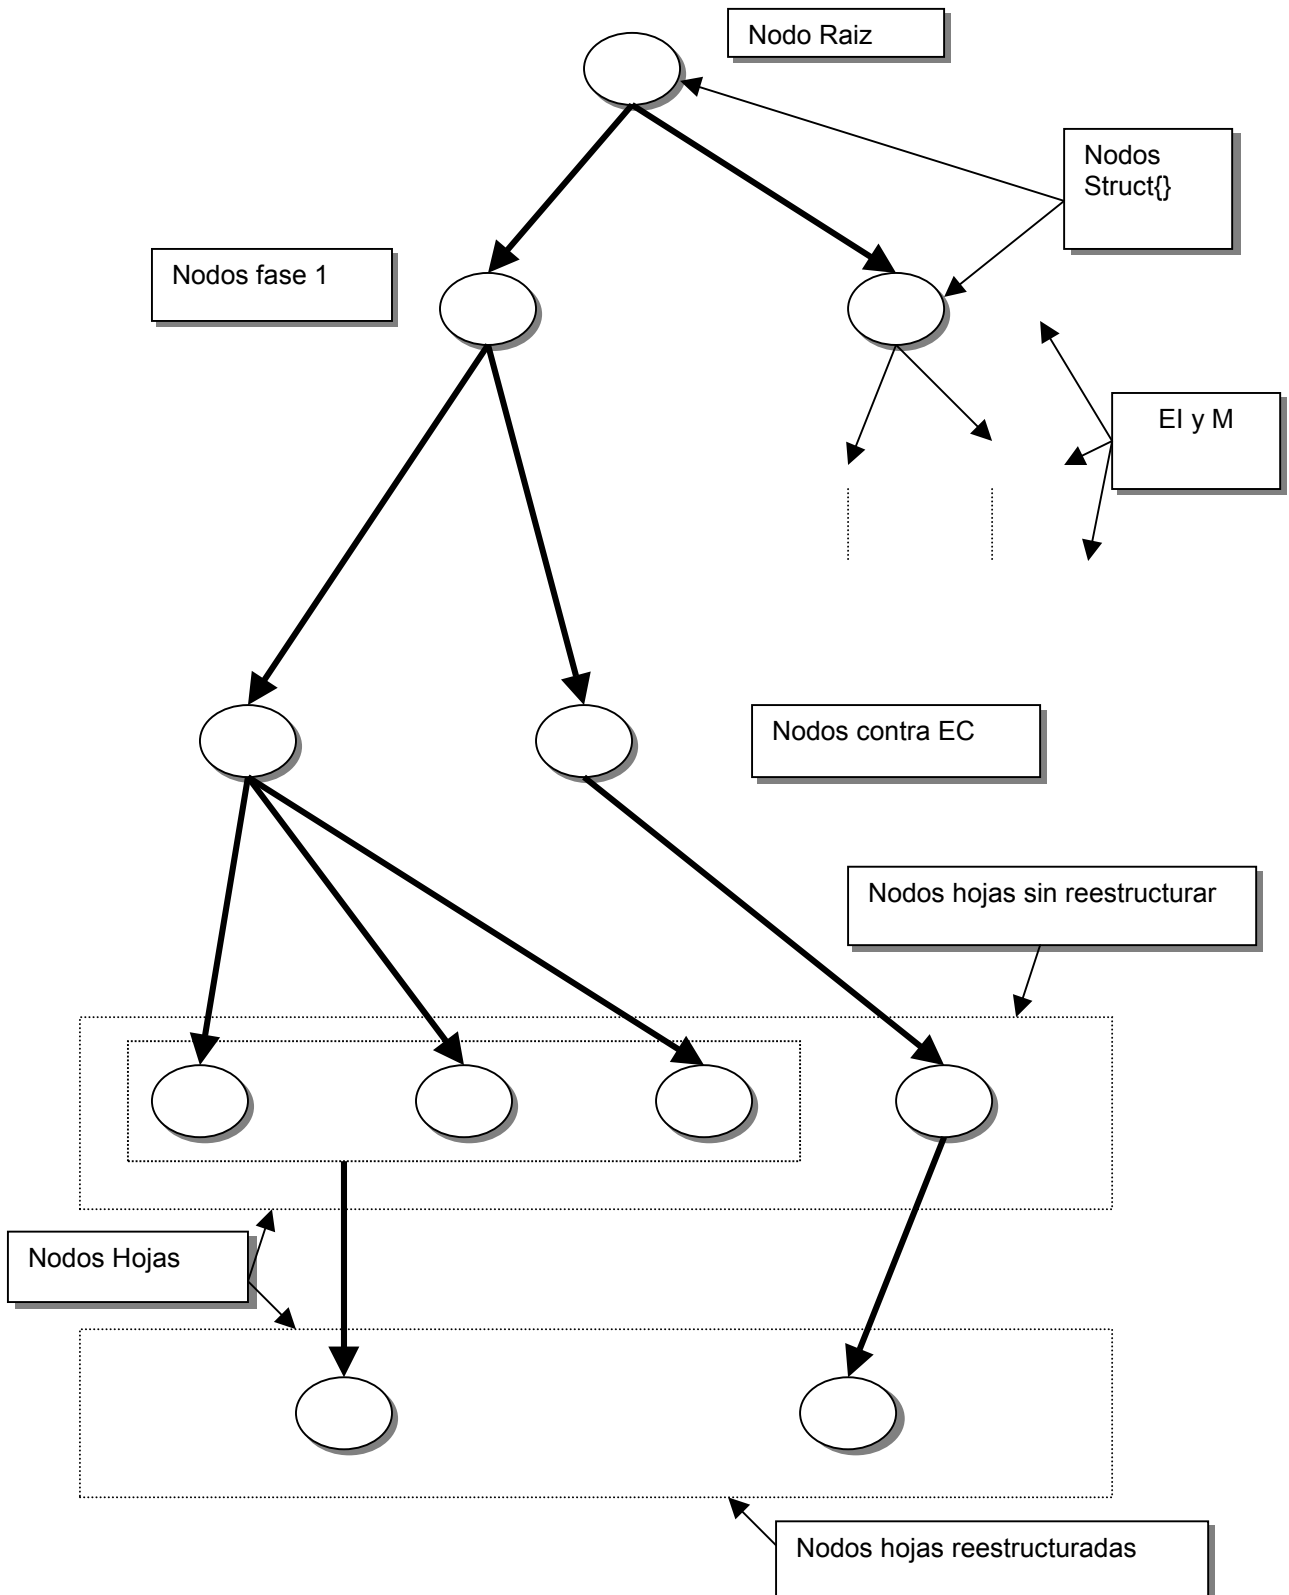 Nodo Raiz
Nodos
Struct{}
Nodos fase 1
EI y M
Nodos contra EC
Nodos hojas sin reestructurar
Nodos Hojas
Nodos hojas reestructuradas